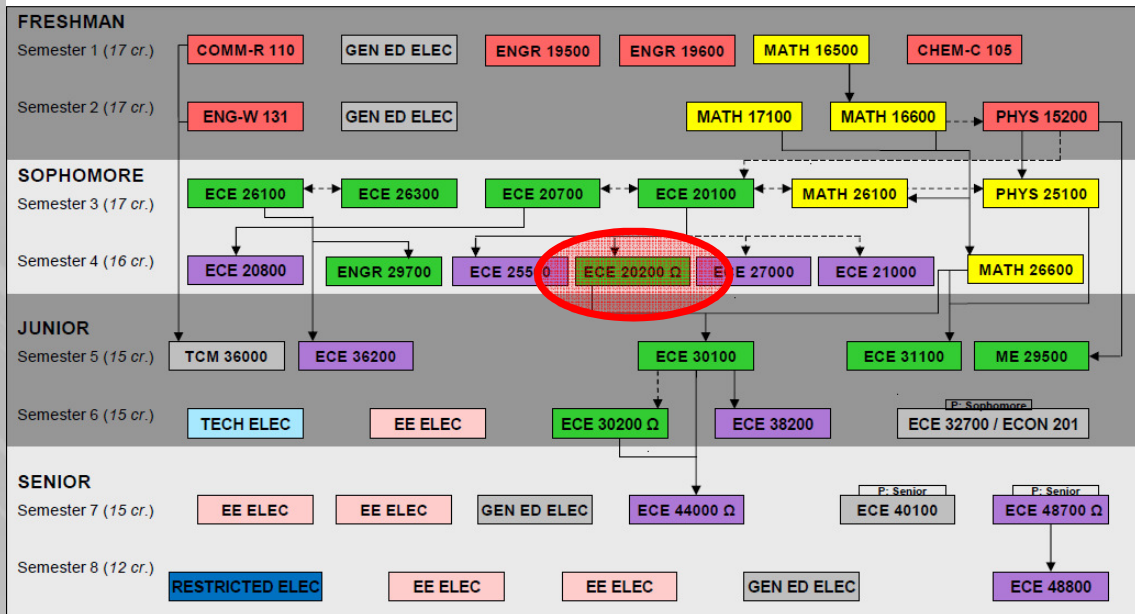 FRESHMAN
Semester 1 (17 cr.) COMM-R 110 GEN ED ELEC ENGR 19500 ENGR 19600 MATH 16500 CHEM-C 105
Semester 2 (17 cr.) ENG-W 131 GEN ED ELEC MATH 17100 MATH 16600 PHYS 15200
SOPHOMORE
Semester 3 (17 cr.) ECE 26100 ECE 26300 ECE 20700 ECE 20100 MATH 26100 PHYS 25100
Semester 4 (16 cr.) ECE 20800 ENGR 29700 ECE 25500 ECE 20200 Ω ECE 27000 ECE 21000 MATH 26600
JUNIOR
Semester 5 (15 cr.) TCM 36000 ECE 36200 ECE 30100 ECE 31100 ME 29500
P: Sophomore
Semester 6 (15 cr.) TECH ELEC EE ELEC ECE 30200 Ω ECE 38200 ECE 32700 / ECON 201
SENIOR
P: Senior P: Senior
Semester 7 (15 cr.) EE ELEC EE ELEC GEN ED ELEC ECE 44000 Ω ECE 40100 ECE 48700 Ω
Semester 8 (12 cr.) RESTRICTED ELEC EE ELEC EE ELEC GEN ED ELEC ECE 48800